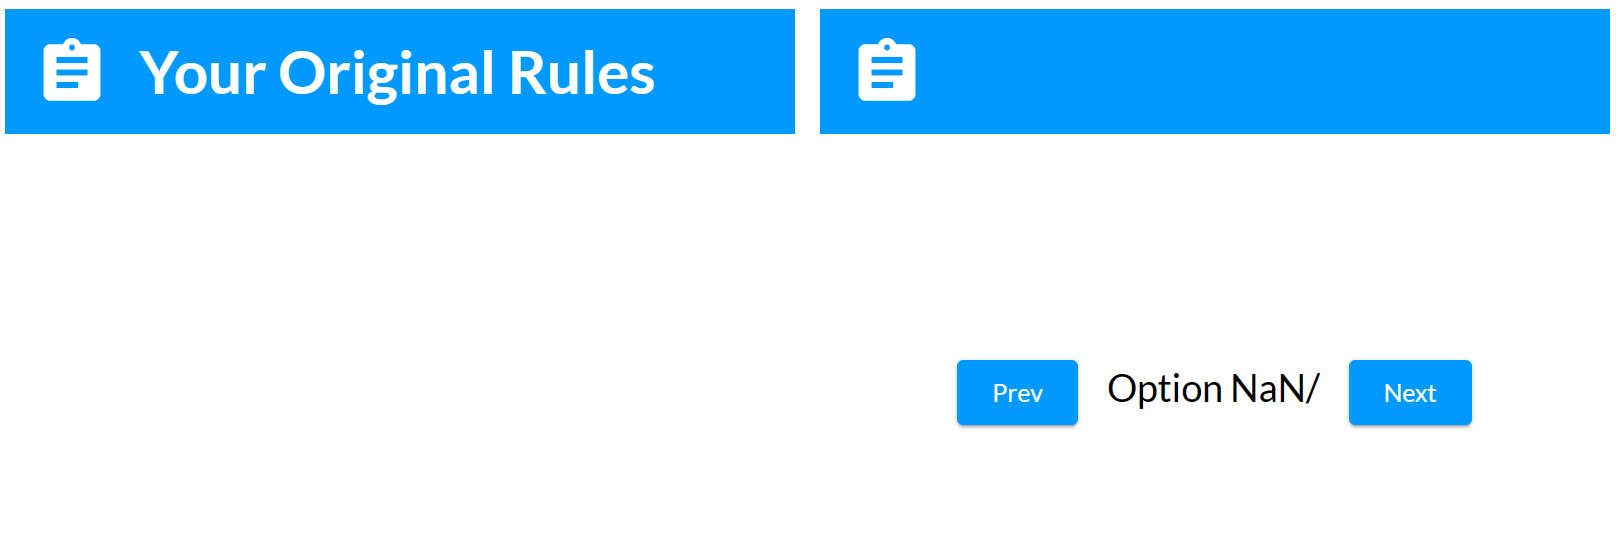 Your Original Rules
Prev
Option NaN/
Next